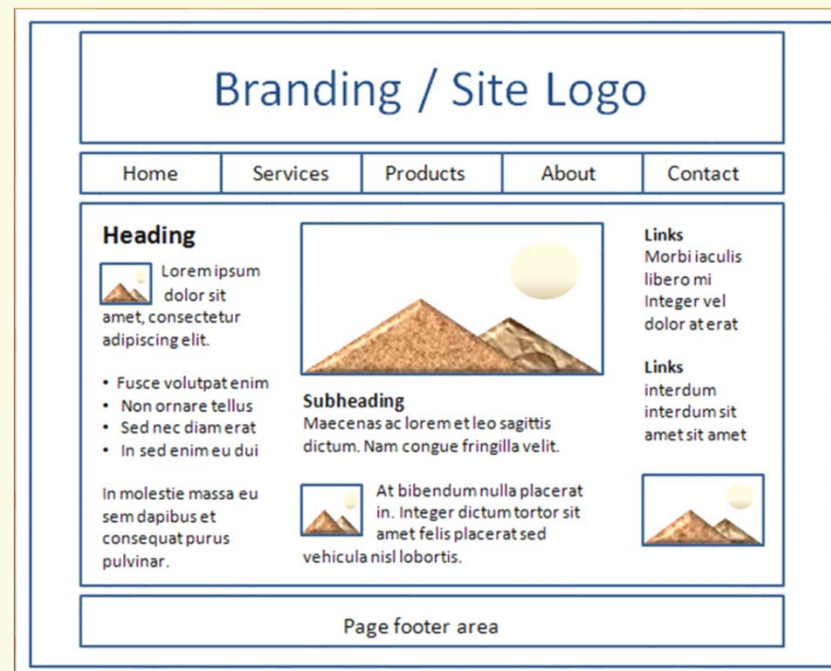 Branding / Site Logo
Home Services Products About Contact
Heading
Lorem ipsum
dolor sit
amet, consectetur
adipiscing elit.
• Fusce volutpat enim
• Non ornare tellus
• Sed nec diam erat
• In sed enim eu dui
In molestie massa eu
sem dapibus et
consequat purus
pulvinar.
Subheading
Maecenas ac lorem et leo sagittis
dictum. Nam congue fringilla velit.
At bibendum nulla placerat
in. Integer dictum tortor sit
amet felis placerat sed
vehicula nisl lobortis.
Links
Morbi iaculis
libero mi
Integer vel
dolor at erat
Links
interdum
interdum sit
amet sit amet
Page footer area